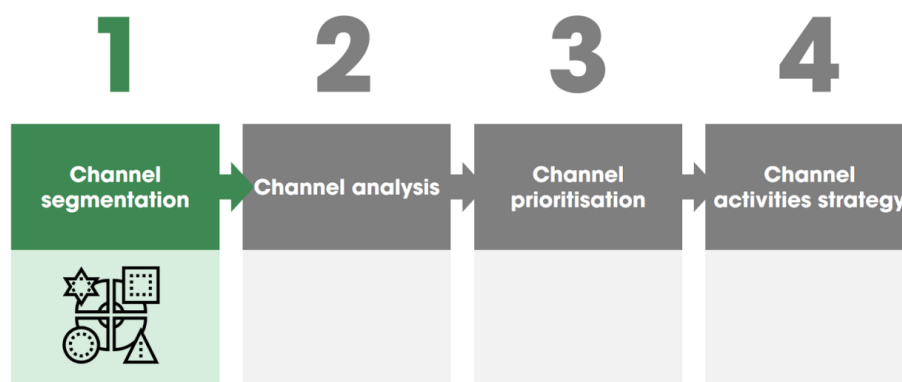 1
2
3
4
Channel
segmentation
Channel analysis
Channel
prioritisation
Channel
activities strategy